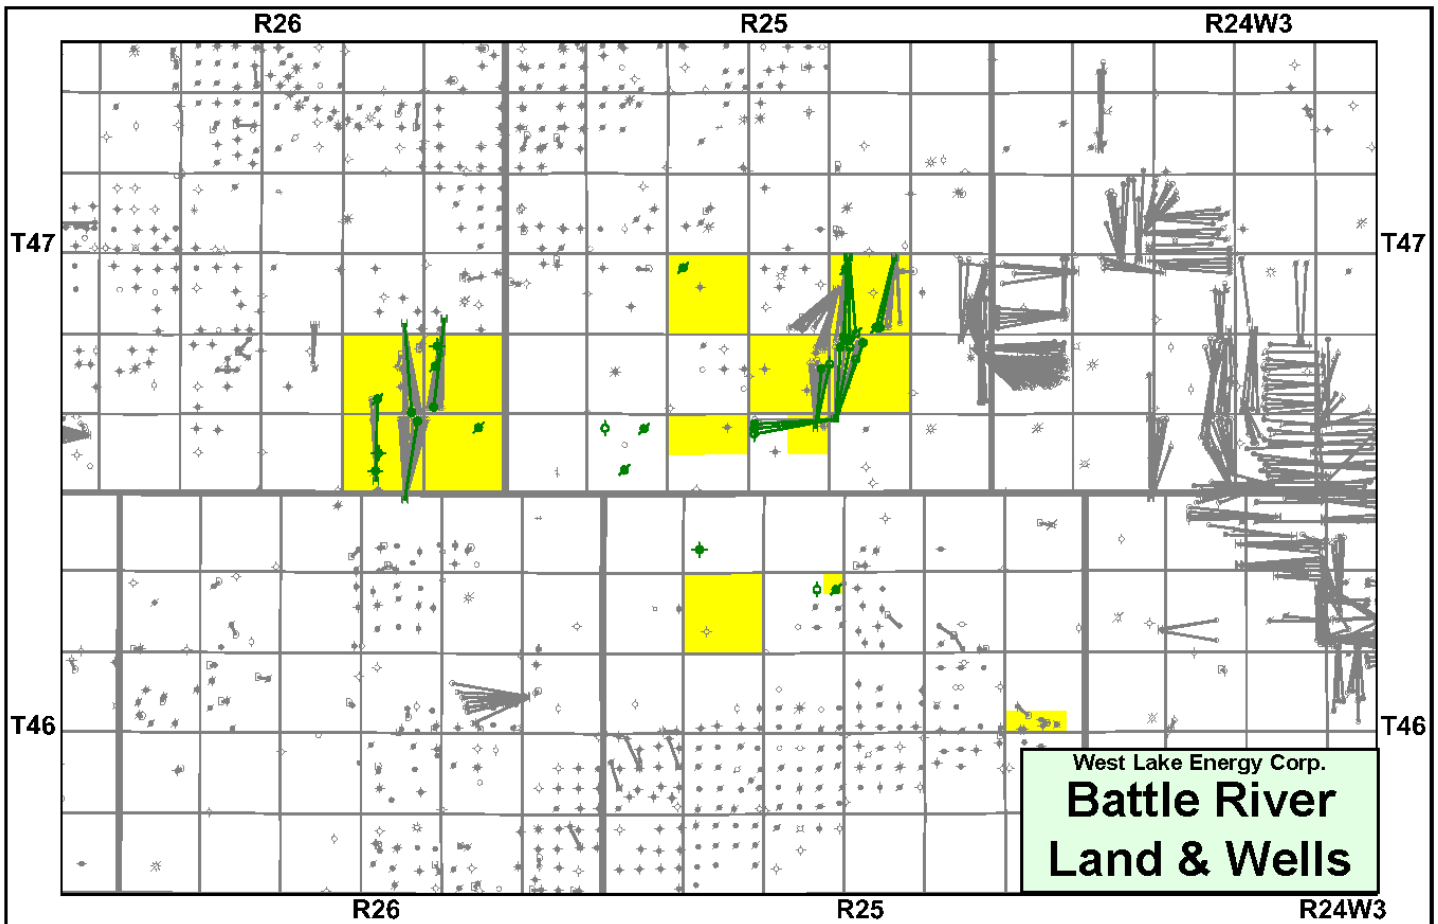 R26 R25 R24W3
T47 T47
T46 T46
West Lake Energy Corp.
Battle River
Land & Wells
R26 R25 R24W3